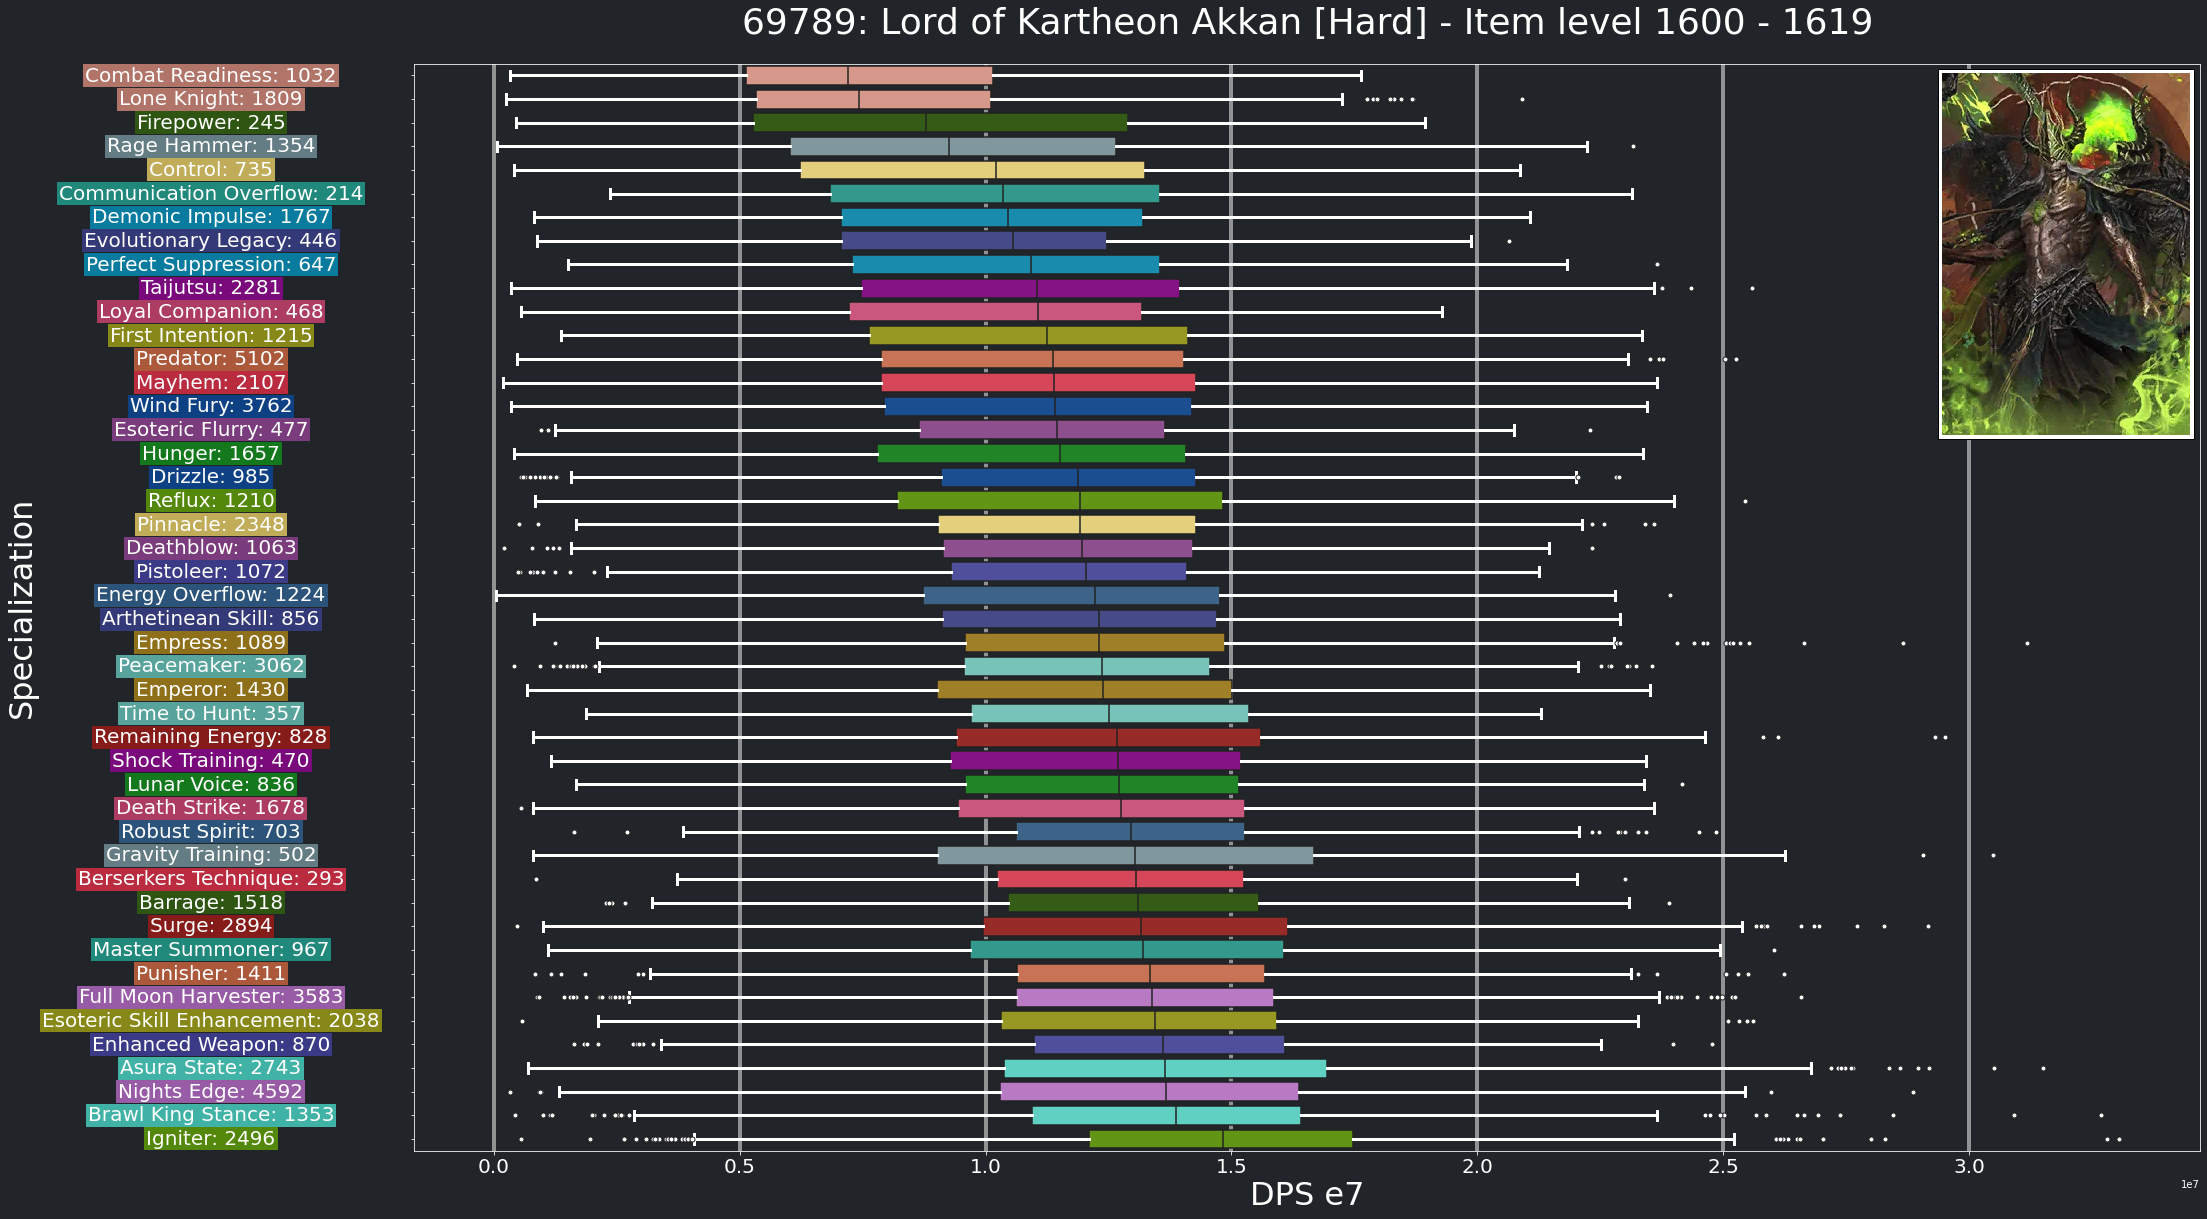 69789: Lord of Kartheon Akkan [Hard] - Item level 1600 - 1619
Specialization
Combat Readiness: 1032
Lone Knight: 1809
Firepower: 245
Rage Hammer: 1354
Control: 735
Communication Overflow: 214
Demonic Impulse: 1767
Evolutionary Legacy: 446
Perfect Suppression: 647
Taijutsu: 2281
Loyal Companion: 468
First Intention: 1215
Predator: 5102
Mayhem: 2107
Wind Fury: 3762
Esoteric Flurry: 477
Hunger: 1657
Drizzle: 985
Reflux: 1210
Pinnacle: 2348
Deathblow: 1063
Pistoleer: 1072
Energy Overflow: 1224
Arthetinean Skill: 856
Empress: 1089
Peacemaker: 3062
Emperor: 1430
Time to Hunt: 357
Remaining Energy: 828
Shock Training: 470
Lunar Voice: 836
Death Strike: 1678
Robust Spirit: 703
Gravity Training: 502
Berserkers Technique: 293
Barrage: 1518
Surge: 2894
Master Summoner: 967
Punisher: 1411
Full Moon Harvester: 3583
Esoteric Skill Enhancement: 2038
Enhanced Weapon: 870
Asura State: 2743
Nights Edge: 4592
Brawl King Stance: 1353
Igniter: 2496
0.0 0.5 1.0 1.5 2.0 2.5 3.0
DPS e7
1e7